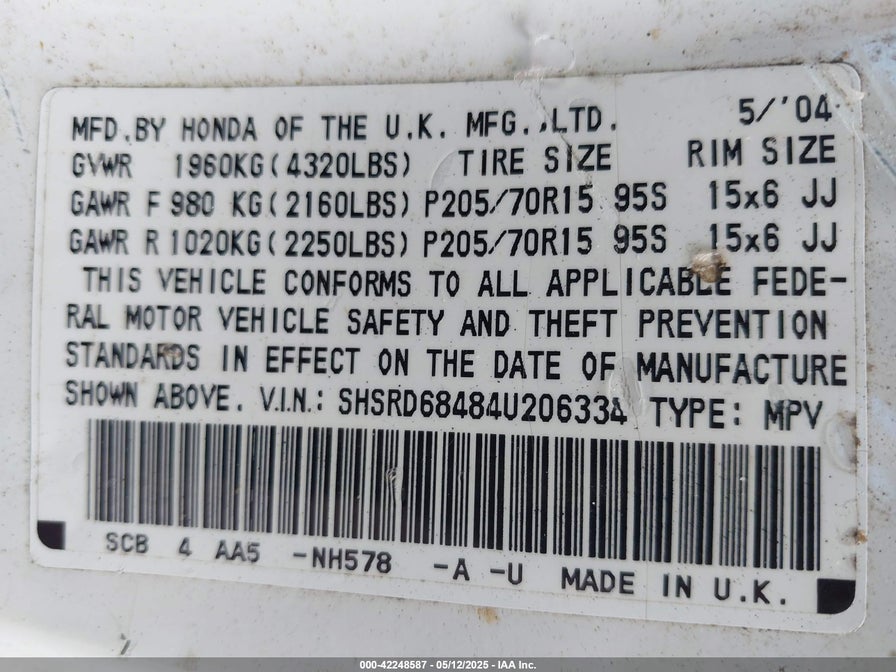 MFD.BY HONDA OF THE U.K. MFG.,LTD. 5/'04
GVWR 1960KG(4320LBS) TIRE SIZE RIM SIZE
GAWR F 980 KG(2160LBS) P205/70R15 95S 15x6 JJ
GAWR R 1020KG(2250LBS) P205/70R15 95S 15x6 JJ
THIS VEHICLE CONFORMS TO ALL APPLICABLE FEDE-
RAL MOTOR VEHICLE SAFETY AND THEFT PREVENTION
STANDARDS IN EFFECT ON THE DATE OF MANUFACTURE
SHOWN ABOVE. V.I.N.: SHSRD68484U206334 TYPE: MPV
SCB 4 AA5 -NH578 -A -U MADE IN U.K.
000-42248587 - 05/12/2025 - IAA Inc.